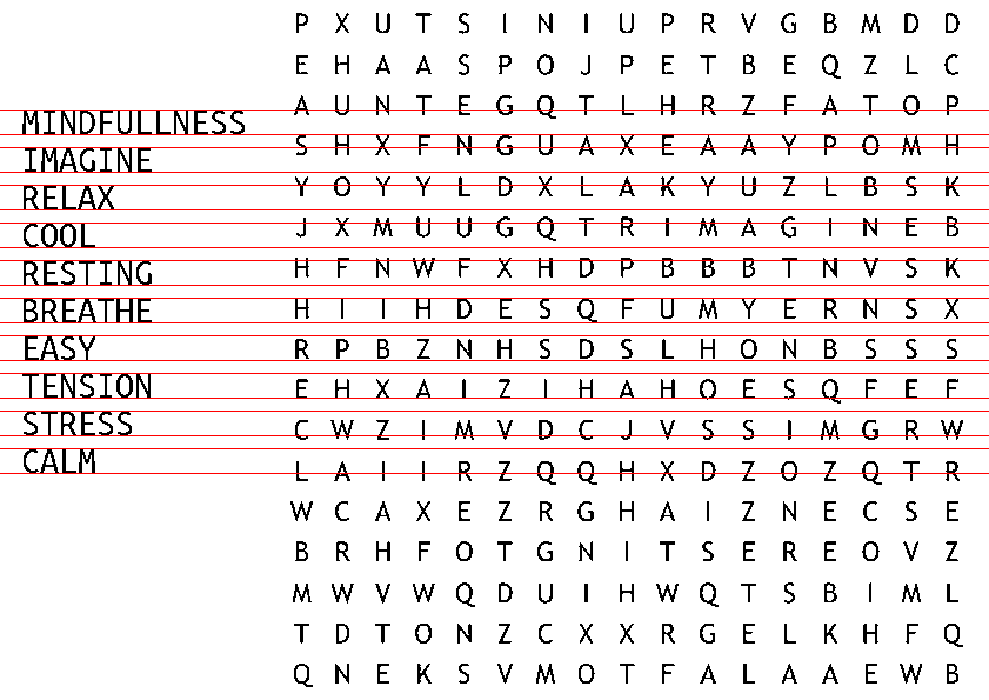 P X U T S I N I U P R V G B M D D
E H A A S P O J P E T B E Q Z L C
A U N T E G Q T L H R Z F A T O P
MINDFULLNESS
S H X F N G U A X E A A Y P O M H
IMAGINE
Y O Y Y L D X L A K Y U Z L B S K
RELAX
J X M U U G Q T R I M A G I N E B
COOL
H F N W F X H D P B B B T N V S K
RESTING
H I I H D E S Q F U M Y E R N S X
BREATHE
R P B Z N H S D S L H O N B S S S
EASY
E H X A I Z I H A H O E S Q F E F
TENSION
C W Z I M V D C J V S S I M G R W
STRESS
L A I I R Z Q Q H X D Z O Z Q T R
CALM
W C A X E Z R G H A I Z N E C S E
B R H F O T G N I T S E R E O V Z
M W V W Q D U I H W Q T S B I M L
T D T O N Z C X X R G E L K H F Q
Q N E K S V M O T F A L A A E W B